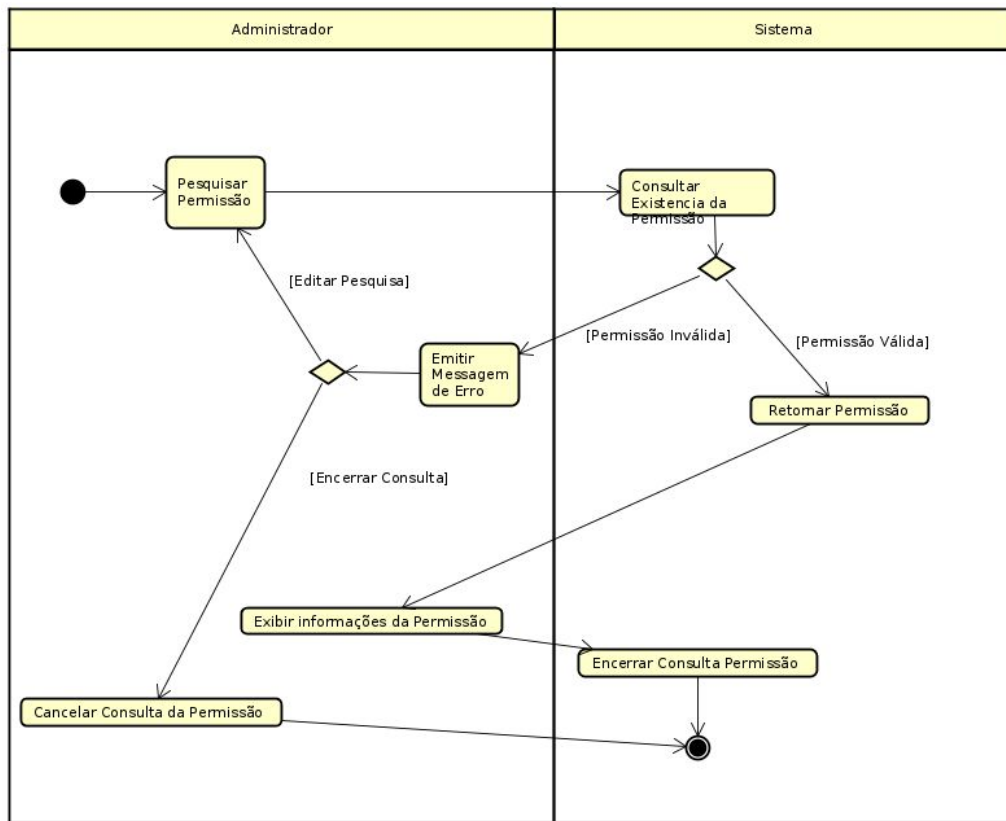 Administrador
Sistema
Pesquisar
Permissão
Consultar
Existencia da
Permissão
[Editar Pesquisa]
[Permissão Inválida]
[Permissão Válida]
Emitir
Messagem
de Erro
Retornar Permissão
[Encerrar Consulta]
Exibir informações da Permissão
Encerrar Consulta Permissão
Cancelar Consulta da Permissão